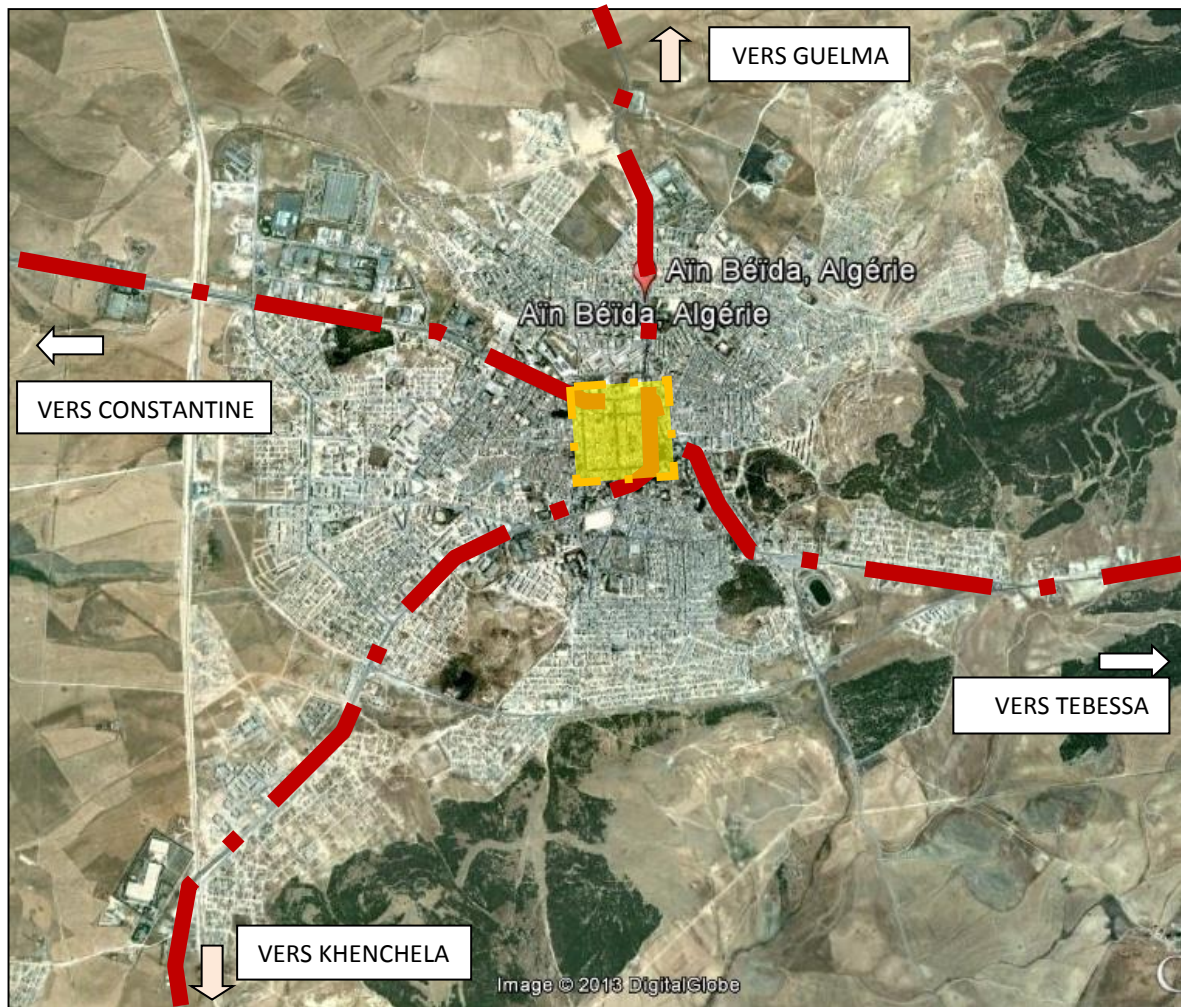 VERS GUELMA
Aïn Béïda, Algérie
Aïn Béïda, Algérie
VERS CONSTANTINE
VERS TEBESSA
VERS KHENCHELA
Image © 2013 DigitalGlobe